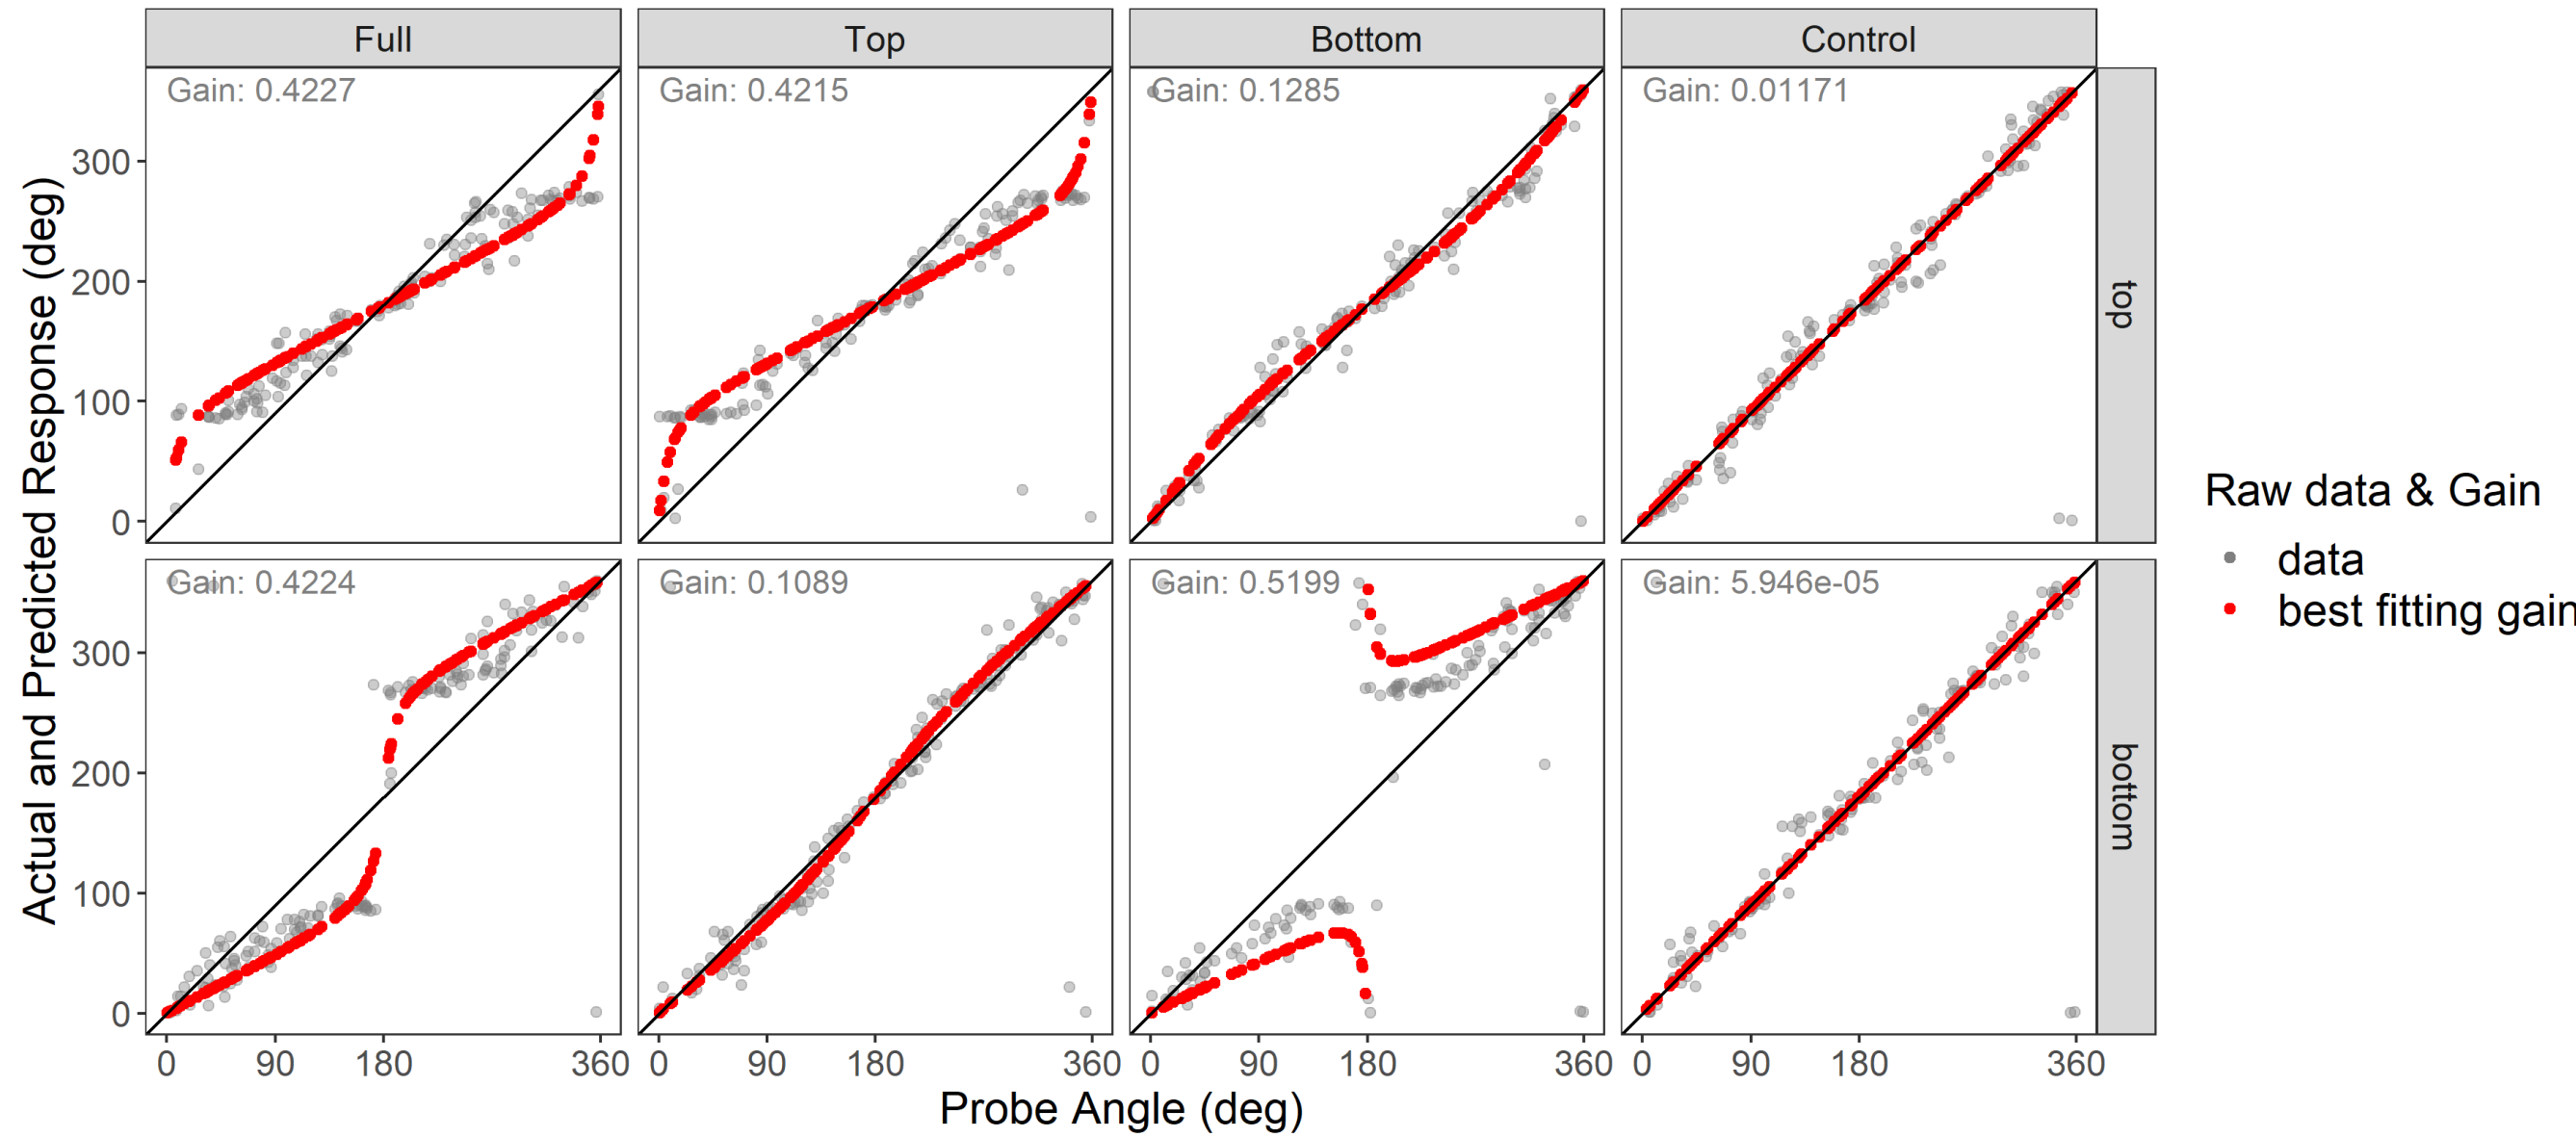 Full Top Bottom Control
Gain: 0.4227 Gain: 0.4215 Gain: 0.1285 Gain: 0.01171
top
300
200
100
0
Gain: 0.4224 Gain: 0.1089 Gain: 0.5199 Gain: 5.946e-05
bottom
300
200
100
0
0 90 180 360 0 90 180 360 0 90 180 360 0 90 180 360
Probe Angle (deg)
Actual and Predicted Response (deg)
Raw data & Gain
data
best fitting gain